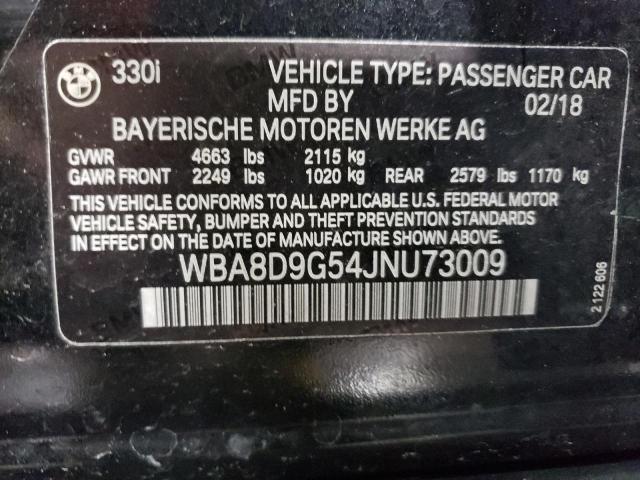 BMW 330i VEHICLE TYPE: PASSENGER CAR
MFD BY 02/18
BAYERISCHE MOTOREN WERKE AG
GVWR 4663 lbs 2115 kg
GAWR FRONT 2249 lbs 1020 kg REAR 2579 lbs 1170 kg
THIS VEHICLE CONFORMS TO ALL APPLICABLE U.S. FEDERAL MOTOR
VEHICLE SAFETY, BUMPER AND THEFT PREVENTION STANDARDS
IN EFFECT ON THE DATE OF MANUFACTURE SHOWN ABOVE.
WBA8D9G54JNU73009
2 122 606